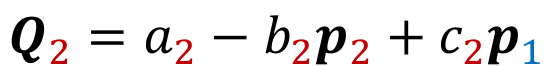 Q₂ = a₂ − b₂p₂ + c₂p₁